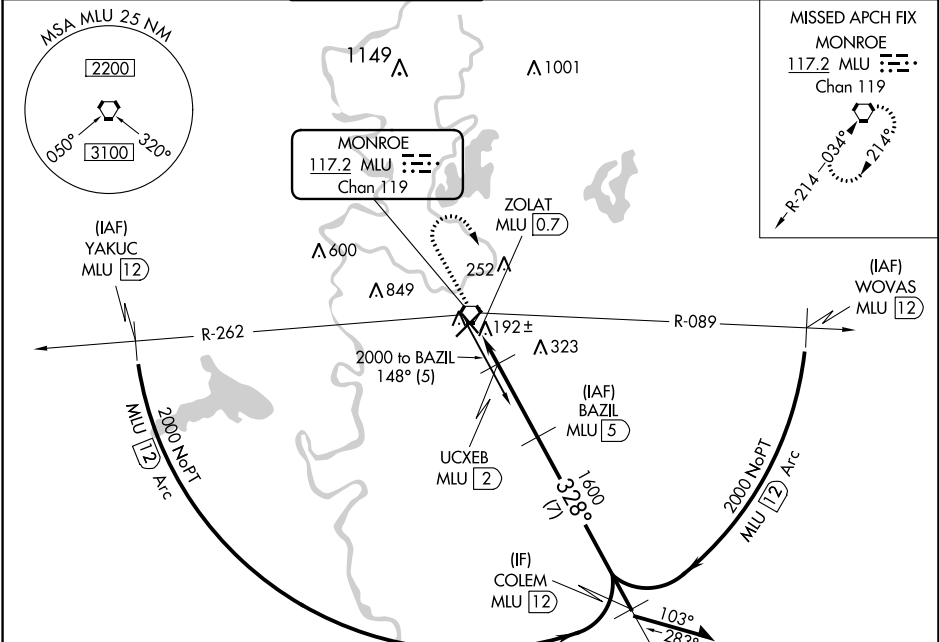 MSA MLU 25 NM
2200
050°
320°
3100
1149
1001
MISSED APCH FIX
MONROE
117.2 MLU
Chan 119
034°
214°
R-214
MONROE
117.2 MLU
Chan 119
ZOLAT
MLU 0.7
(IAF)
YAKUC
MLU 12
600
252
849
(IAF)
WOVAS
MLU 12
R-262
192±
R-089
323
2000 to BAZIL
148° (5)
(IAF)
BAZIL
MLU 5
UCXEB
MLU 2
2000 NoPT
MLU 12 Arc
1600
328°
(7)
2000 NoPT
MLU 12 Arc
(IF)
COLEM
MLU 12
103°
283°